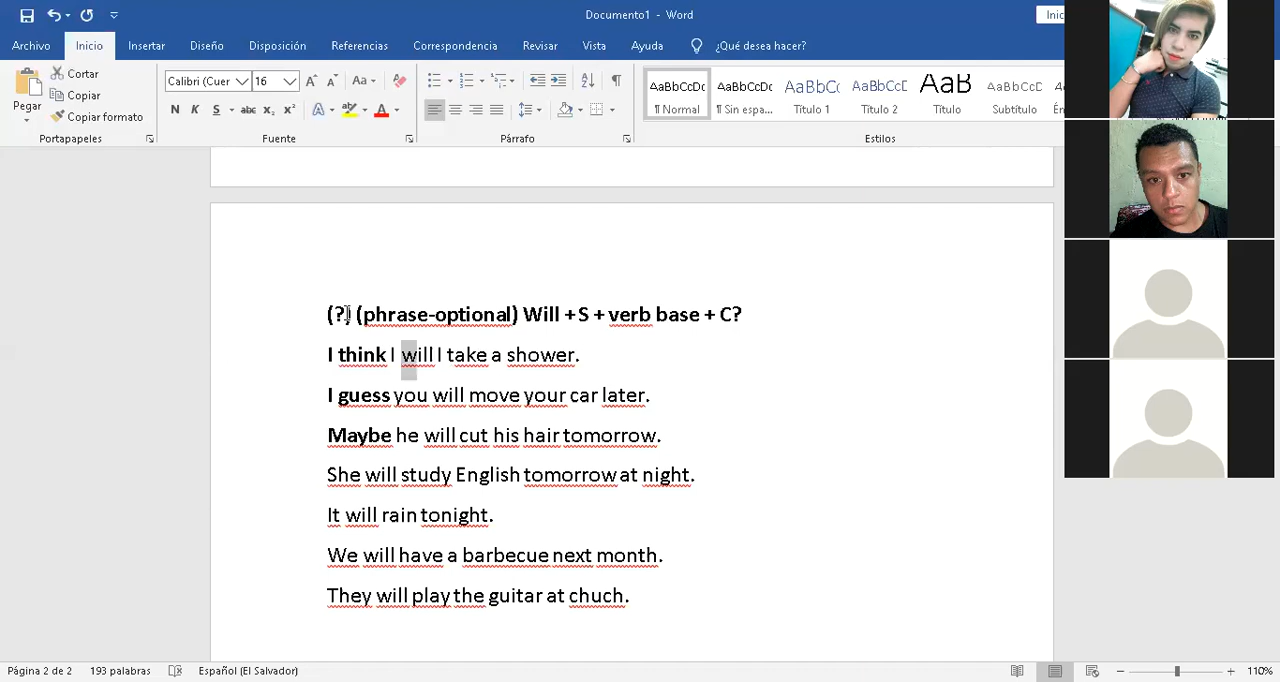 Documento1 - Word
Inic
Archivo Inicio Insertar Diseño Disposición Referencias Correspondencia Revisar Vista Ayuda ¿Qué desea hacer?
Pegar
Cortar
Copiar
Copiar formato
Portapapeles
Calibri (Cuer 16
Fuente
Párrafo
AaBbCcDc AaBbCcDc AaBbCc AaBbCcD AaB AaBbCcD
¶ Normal ¶ Sin espa... Título 1 Título 2 Título Subtítulo
Estilos
(?) (phrase-optional) Will + S + verb base + C?
I think I will I take a shower.
I guess you will move your car later.
Maybe he will cut his hair tomorrow.
She will study English tomorrow at night.
It will rain tonight.
We will have a barbecue next month.
They will play the guitar at chuch.
Página 2 de 2 193 palabras Español (El Salvador) 110%